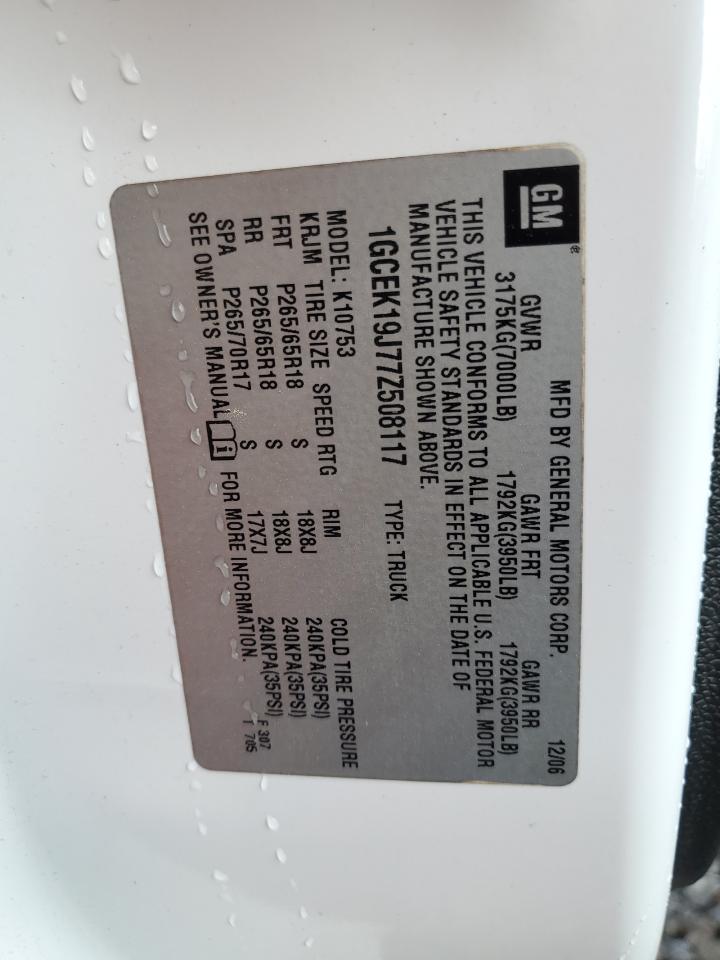 GM®
MFD BY GENERAL MOTORS CORP. 12/06
GVWR GAWR FRT GAWR RR
3175KG(7000LB) 1792KG(3950LB) 1792KG(3950LB)
THIS VEHICLE CONFORMS TO ALL APPLICABLE U.S. FEDERAL MOTOR
VEHICLE SAFETY STANDARDS IN EFFECT ON THE DATE OF
MANUFACTURE SHOWN ABOVE.
1GCEK19J77Z508117 TYPE: TRUCK
MODEL: K10753
KRJM TIRE SIZE SPEED RTG RIM COLD TIRE PRESSURE
FRT P265/65R18 S 18X8J 240KPA(35PSI)
RR P265/65R18 S 18X8J 240KPA(35PSI)
SPA P265/70R17 S 17X7J 240KPA(35PSI)
SEE OWNER'S MANUAL FOR MORE INFORMATION.
F 307
T 705